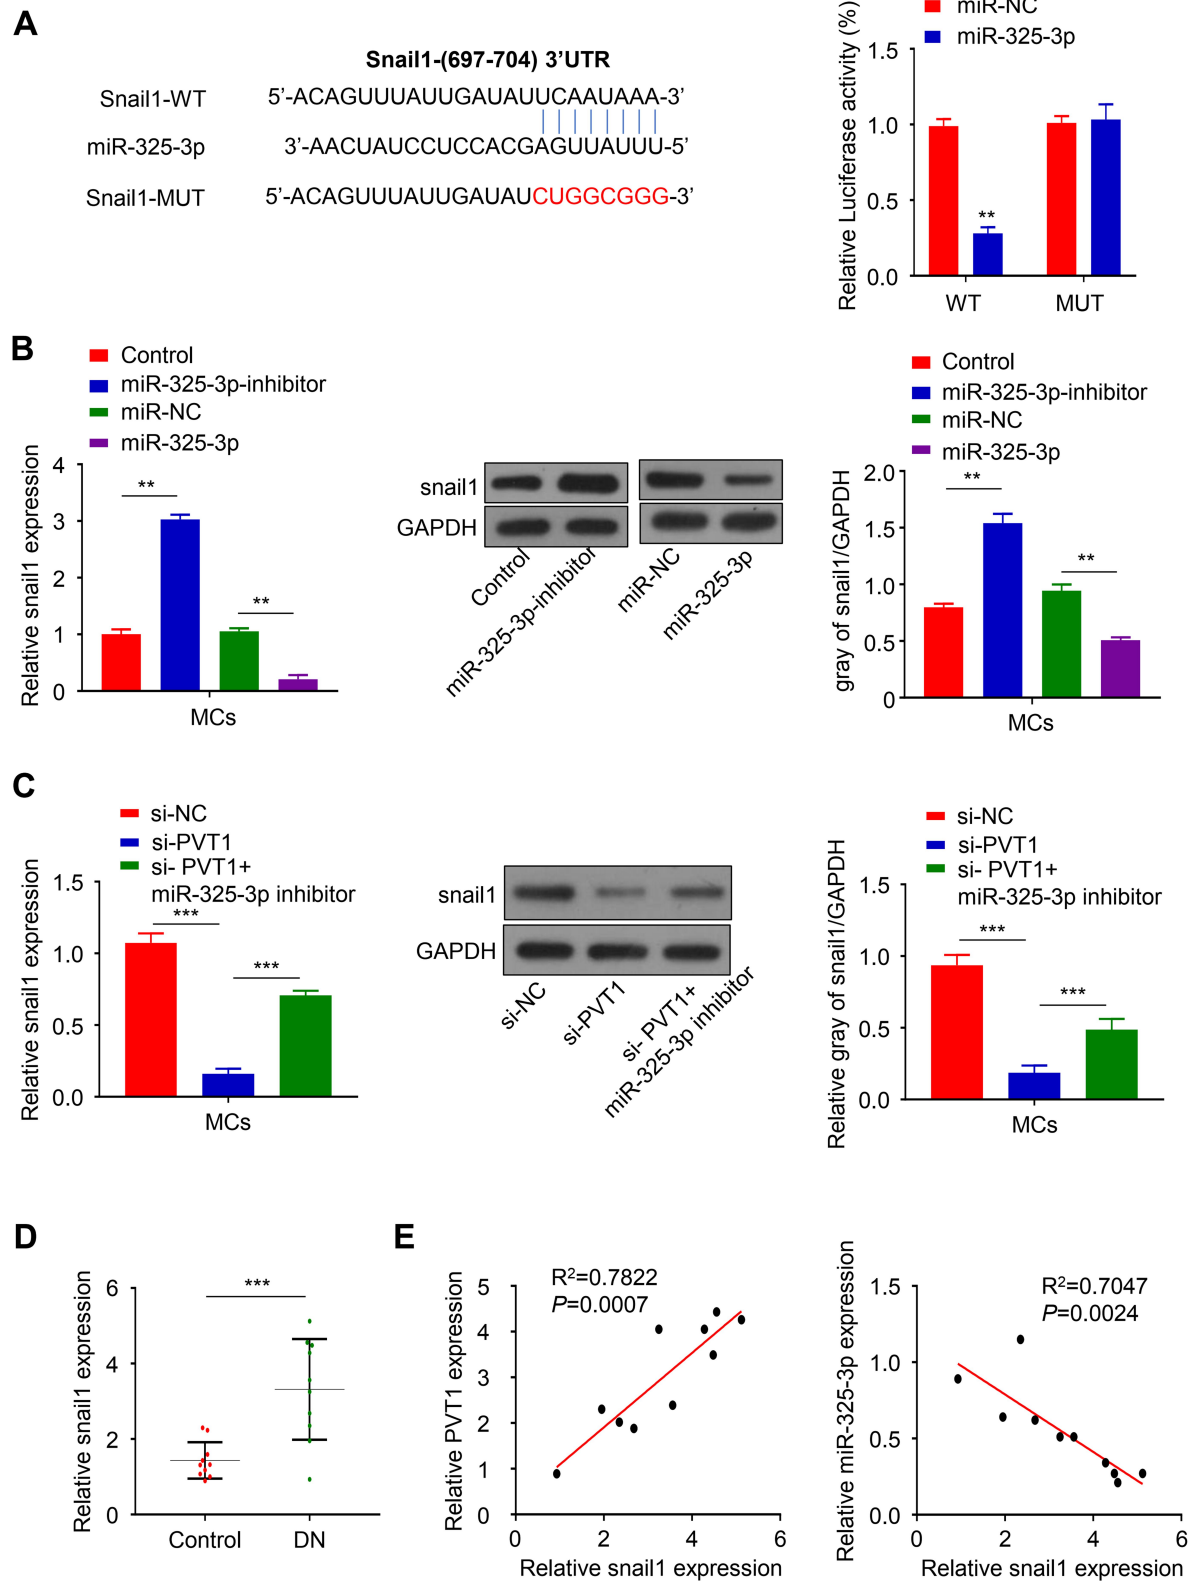 A
Snail1-(697-704) 3'UTR
Snail1-WT 5'-ACAGUUUAUUGAUAUUCAAUAAA-3'
miR-325-3p 3'-AACUAUCCUCCACGAGUUAUUU-5'
Snail1-MUT 5'-ACAGUUUAUUGAUAUCUGGCGGG-3'
miR-NC
miR-325-3p
Relative Luciferase activity (%)
1.5
1.0
0.5
0.0
**
WT MUT
B
Control
miR-325-3p-inhibitor
miR-NC
miR-325-3p
Relative snail1 expression
4
3
2
1
0
**
**
MCs
snail1
GAPDH
Control
miR-325-3p-inhibitor
miR-NC
miR-325-3p
Control
miR-325-3p-inhibitor
miR-NC
miR-325-3p
gray of snail1/GAPDH
2.0
1.5
1.0
0.5
0
**
**
MCs
C
si-NC
si-PVT1
si- PVT1+
miR-325-3p inhibitor
Relative snail1 expression
1.5
1.0
0.5
0.0
***
***
MCs
snail1
GAPDH
si-NC
si-PVT1
si- PVT1+
miR-325-3p inhibitor
si-NC
si-PVT1
si- PVT1+
miR-325-3p inhibitor
Relative gray of snail1/GAPDH
1.5
1.0
0.5
0.0
***
***
MCs
D
Relative snail1 expression
6
4
2
0
***
Control DN
E
Relative PVT1 expression
5
4
3
2
1
0
R²=0.7822
P=0.0007
0 2 4 6
Relative snail1 expression
Relative miR-325-3p expression
1.5
1.0
0.5
0.0
R²=0.7047
P=0.0024
0 2 4 6
Relative snail1 expression